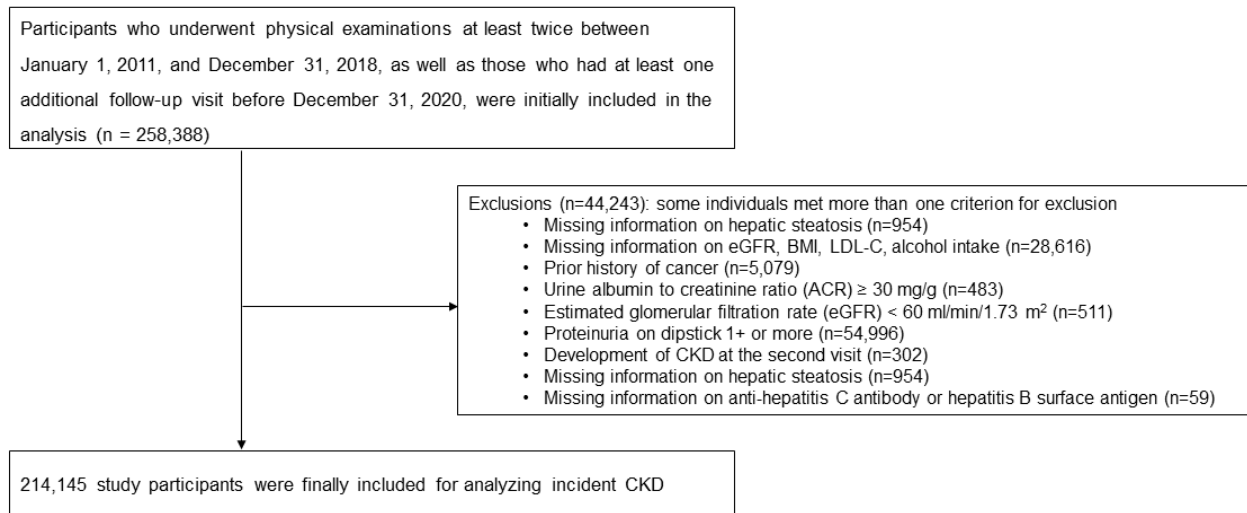 Participants who underwent physical examinations at least twice between
January 1, 2011, and December 31, 2018, as well as those who had at least one
additional follow-up visit before December 31, 2020, were initially included in the
analysis (n = 258,388)
Exclusions (n=44,243): some individuals met more than one criterion for exclusion
• Missing information on hepatic steatosis (n=954)
• Missing information on eGFR, BMI, LDL-C, alcohol intake (n=28,616)
• Prior history of cancer (n=5,079)
• Urine albumin to creatinine ratio (ACR) ≥ 30 mg/g (n=483)
• Estimated glomerular filtration rate (eGFR) < 60 ml/min/1.73 m² (n=511)
• Proteinuria on dipstick 1+ or more (n=54,996)
• Development of CKD at the second visit (n=302)
• Missing information on hepatic steatosis (n=954)
• Missing information on anti-hepatitis C antibody or hepatitis B surface antigen (n=59)
214,145 study participants were finally included for analyzing incident CKD